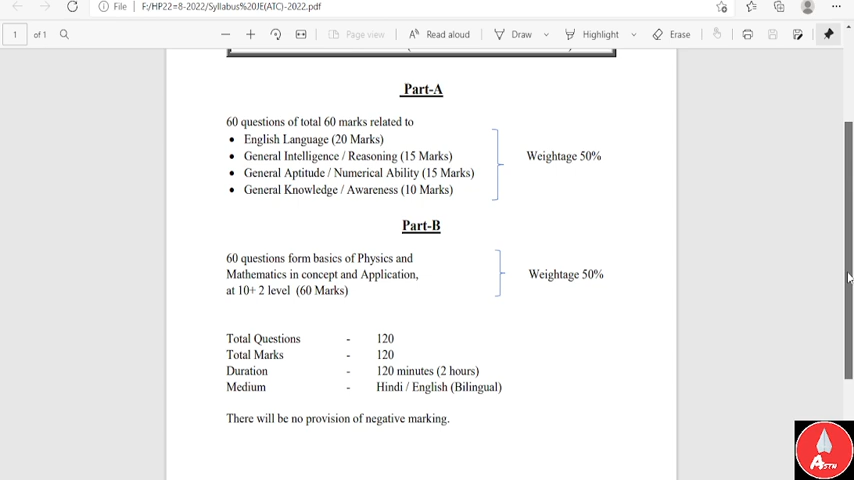 File
F:/HP22=8-2022/Syllabus%20JE(ATC)-2022.pdf
1 of 1
Page view
Read aloud
Draw
Highlight
Erase
Part-A
60 questions of total 60 marks related to
• English Language (20 Marks)
• General Intelligence / Reasoning (15 Marks)
• General Aptitude / Numerical Ability (15 Marks)
• General Knowledge / Awareness (10 Marks)
Weightage 50%
Part-B
60 questions form basics of Physics and
Mathematics in concept and Application,
at 10+ 2 level (60 Marks)
Weightage 50%
Total Questions - 120
Total Marks - 120
Duration - 120 minutes (2 hours)
Medium - Hindi / English (Bilingual)
There will be no provision of negative marking.
ASTN